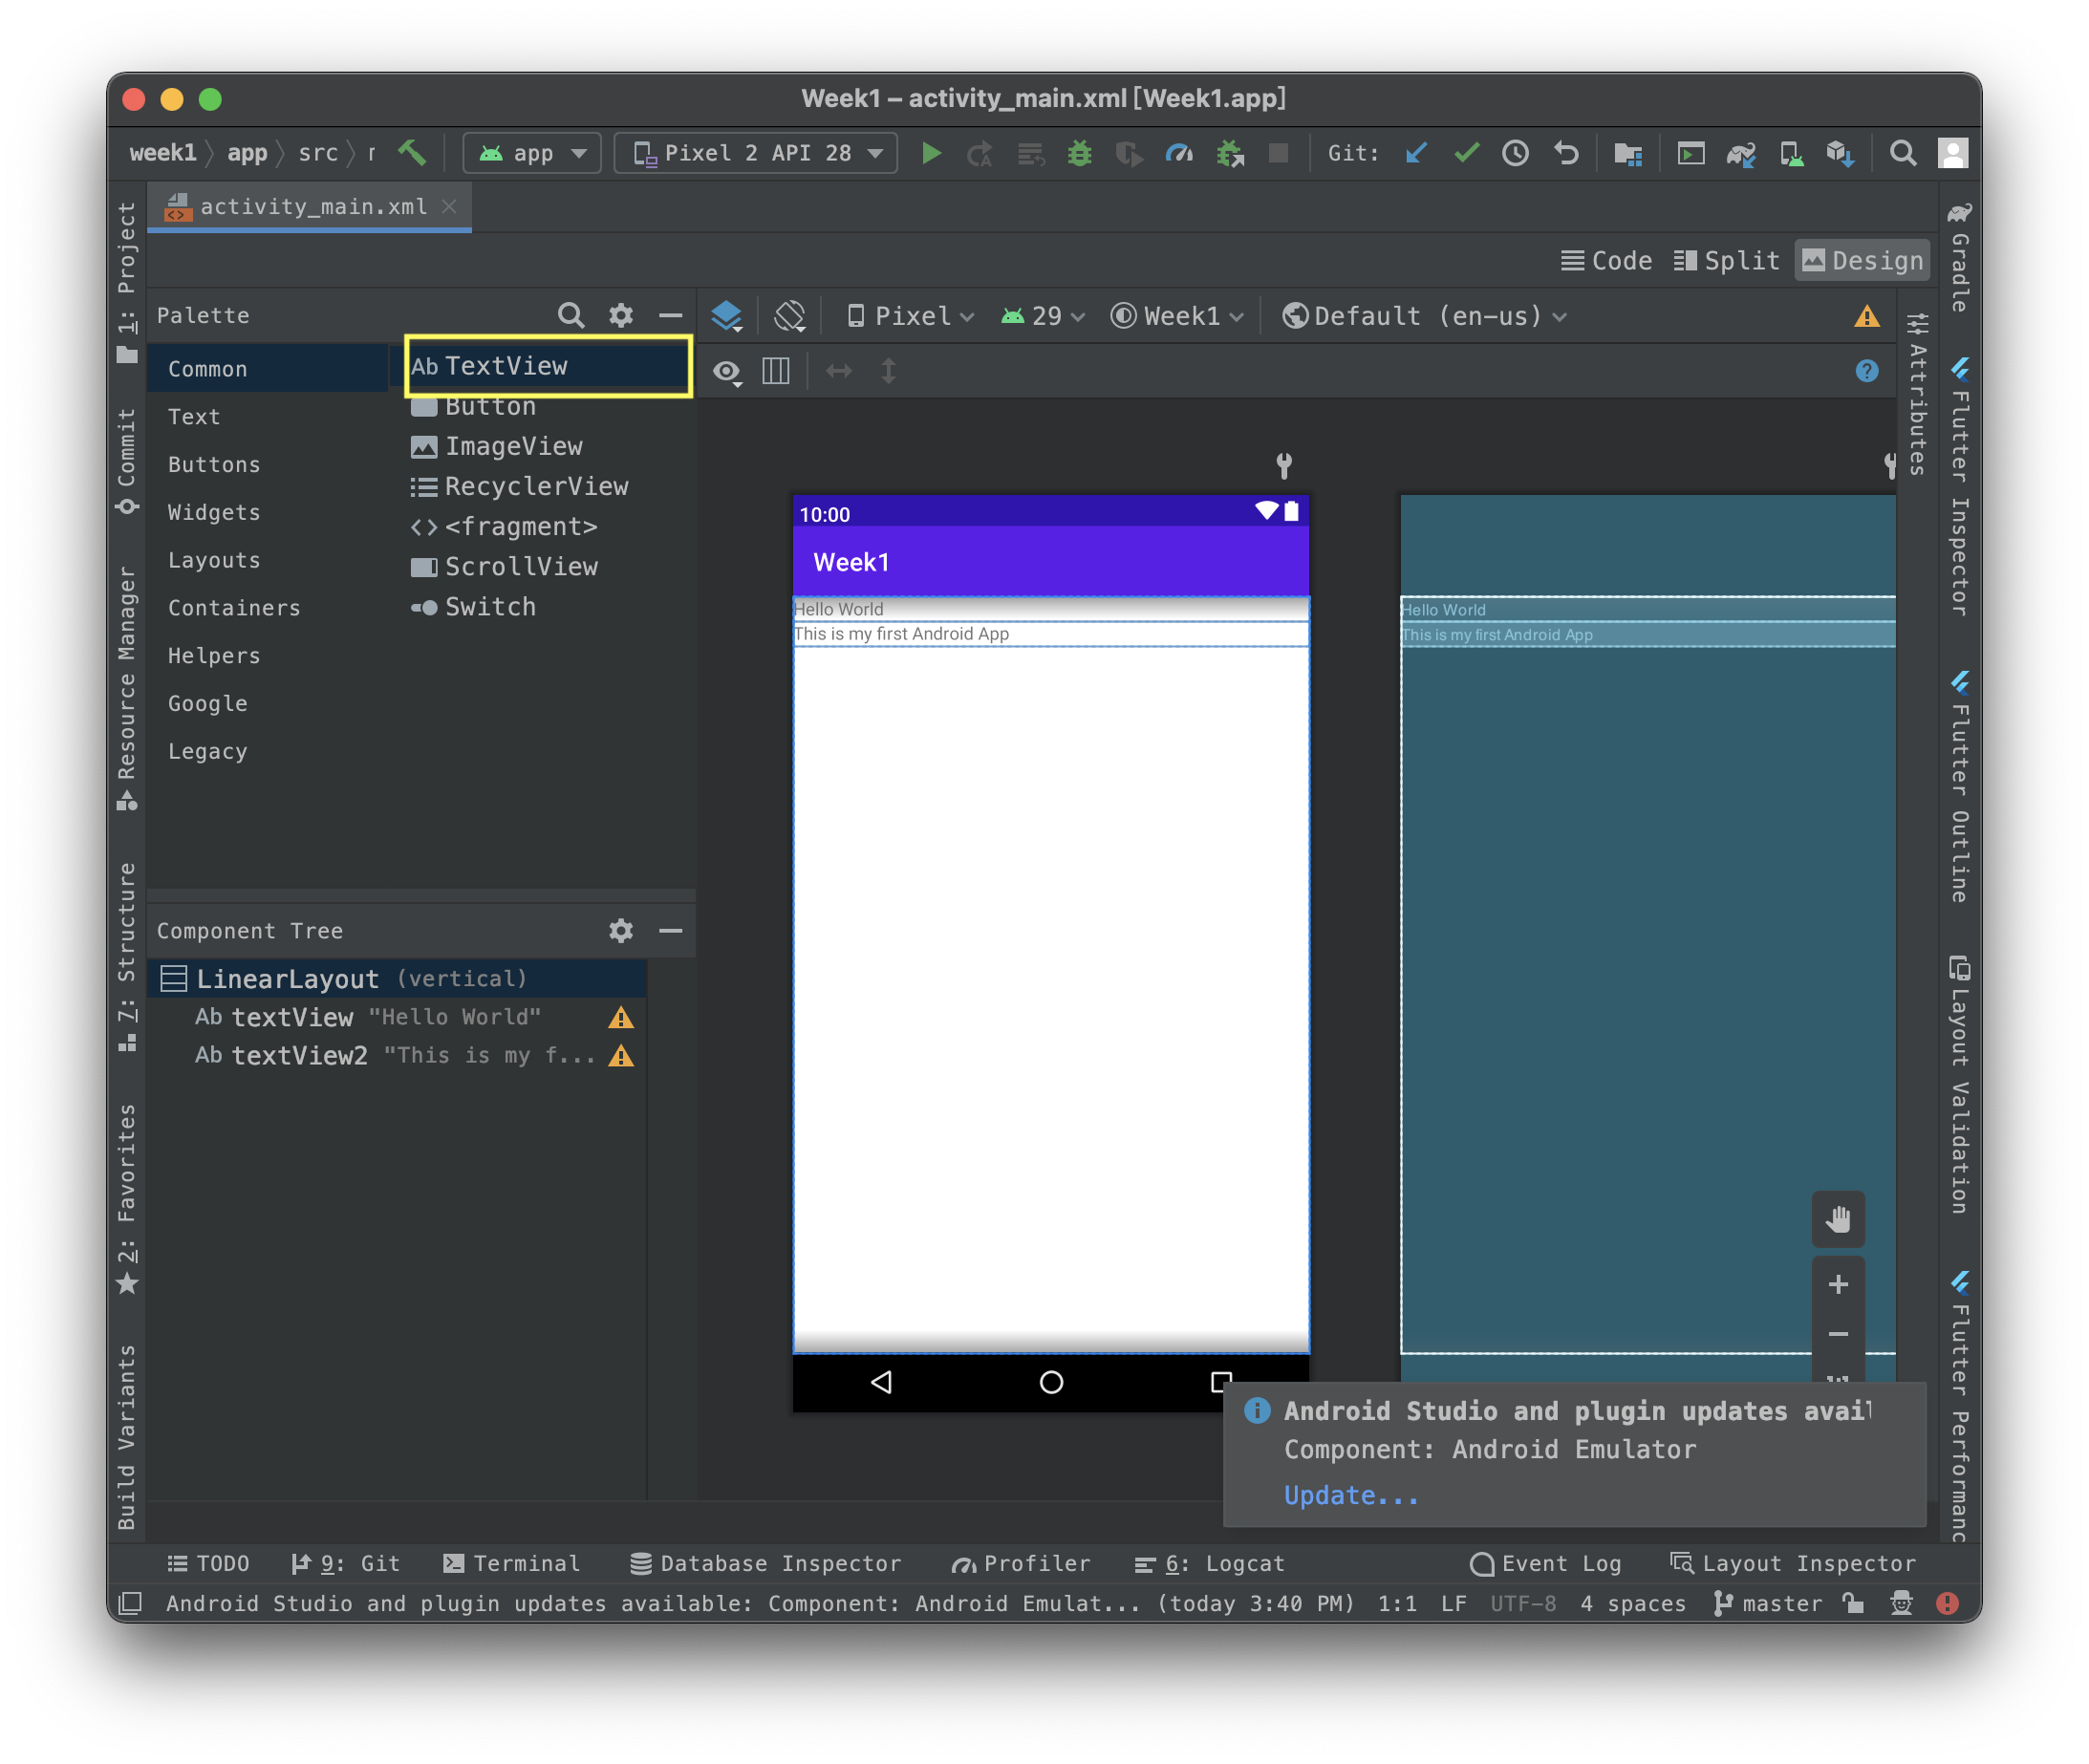 Week1 – activity_main.xml [Week1.app]
week1 app src r app Pixel 2 API 28 Git:
activity_main.xml
Code Split Design
Palette
Pixel 29 Week1 Default (en-us)
Common
Text
Buttons
Widgets
Layouts
Containers
Helpers
Google
Legacy
Ab TextView
Button
ImageView
RecyclerView
<fragment>
ScrollView
Switch
Component Tree
LinearLayout (vertical)
Ab textView "Hello World"
Ab textView2 "This is my f...
10:00
Week1
Hello World
This is my first Android App
Hello World
This is my first Android App
1: Project
Commit
Resource Manager
7: Structure
2: Favorites
Build Variants
Attributes
Gradle
Flutter Inspector
Flutter Outline
Layout Validation
Flutter Performanc
Android Studio and plugin updates avail
Component: Android Emulator
Update...
TODO 9: Git Terminal Database Inspector Profiler 6: Logcat Event Log Layout Inspector
Android Studio and plugin updates available: Component: Android Emulat... (today 3:40 PM) 1:1 LF UTF-8 4 spaces master